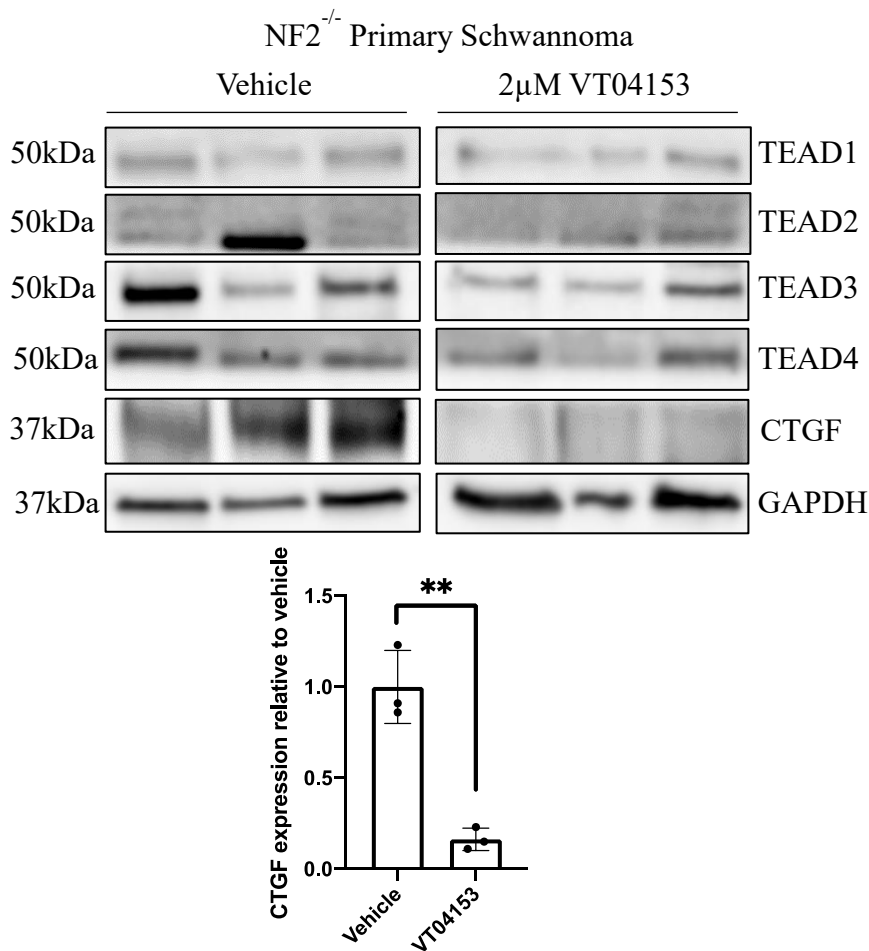 NF2-/- Primary Schwannoma
Vehicle 2µM VT04153
50kDa TEAD1
50kDa TEAD2
50kDa TEAD3
50kDa TEAD4
37kDa CTGF
37kDa GAPDH
CTGF expression relative to vehicle
**
1.5
1.0
0.5
0.0
Vehicle
VT04153